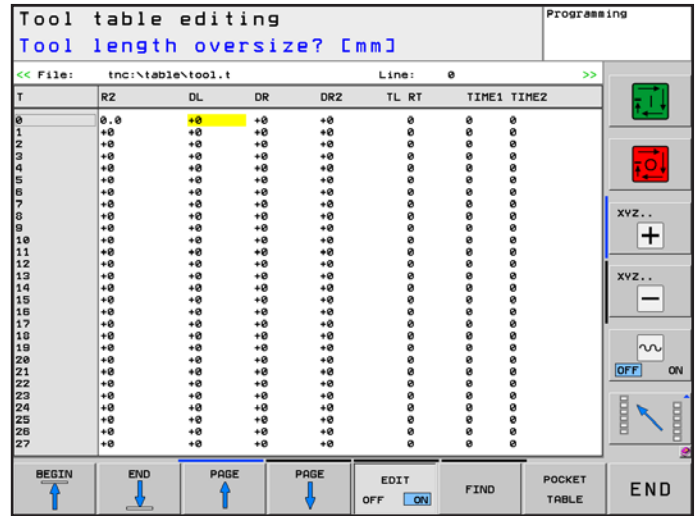 Tool table editing
Programming
Tool length oversize? [mm]
<< File: tnc:\table\tool.t Line: 0 >>
T R2 DL DR DR2 TL RT TIME1 TIME2
0 0.0 +0 +0 +0 0 0 0
1 +0 +0 +0 +0 0 0 0
2 +0 +0 +0 +0 0 0 0
3 +0 +0 +0 +0 0 0 0
4 +0 +0 +0 +0 0 0 0
5 +0 +0 +0 +0 0 0 0
6 +0 +0 +0 +0 0 0 0
7 +0 +0 +0 +0 0 0 0
8 +0 +0 +0 +0 0 0 0
9 +0 +0 +0 +0 0 0 0
10 +0 +0 +0 +0 0 0 0
11 +0 +0 +0 +0 0 0 0
12 +0 +0 +0 +0 0 0 0
13 +0 +0 +0 +0 0 0 0
14 +0 +0 +0 +0 0 0 0
15 +0 +0 +0 +0 0 0 0
16 +0 +0 +0 +0 0 0 0
17 +0 +0 +0 +0 0 0 0
18 +0 +0 +0 +0 0 0 0
19 +0 +0 +0 +0 0 0 0
20 +0 +0 +0 +0 0 0 0
21 +0 +0 +0 +0 0 0 0
22 +0 +0 +0 +0 0 0 0
23 +0 +0 +0 +0 0 0 0
24 +0 +0 +0 +0 0 0 0
25 +0 +0 +0 +0 0 0 0
26 +0 +0 +0 +0 0 0 0
27 +0 +0 +0 +0 0 0 0
XYZ..
+
XYZ..
−
OFF ON
BEGIN
END
PAGE
PAGE
EDIT
OFF ON
FIND
POCKET
TABLE
END